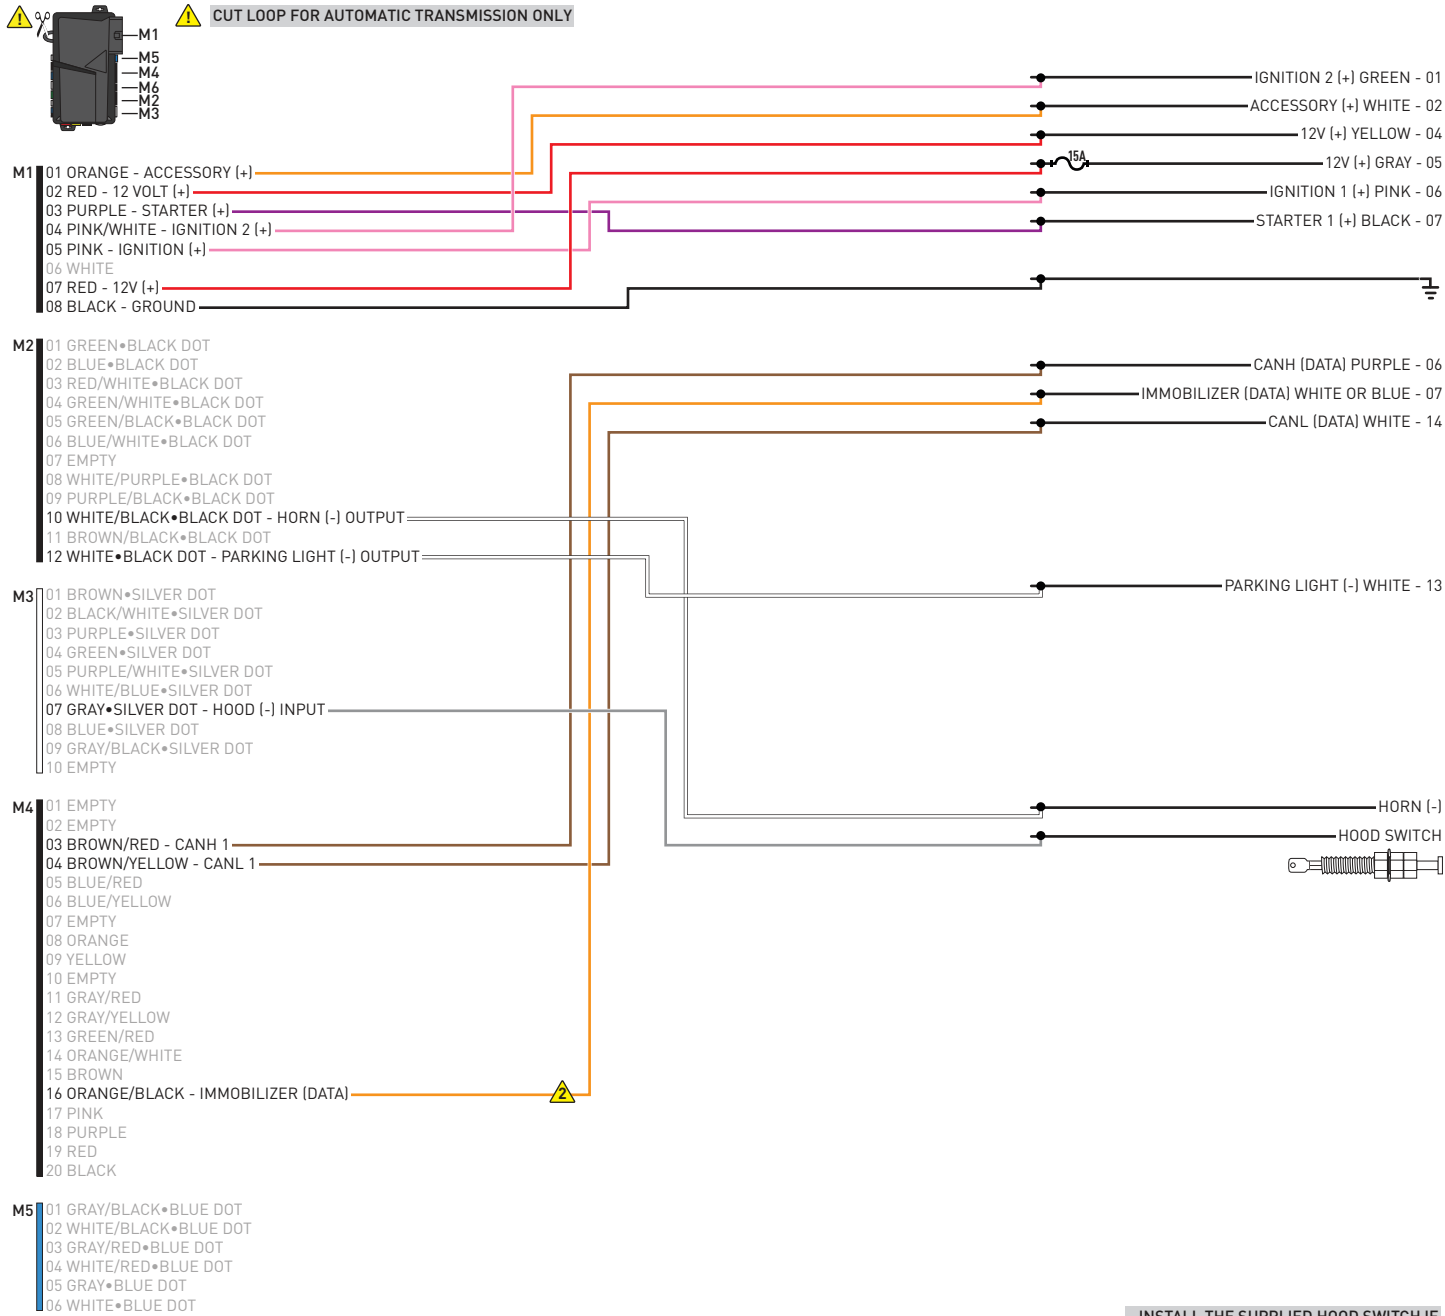 CUT LOOP FOR AUTOMATIC TRANSMISSION ONLY
M1
M5
M4
M6
M2
M3
IGNITION 2 (+) GREEN - 01
ACCESSORY (+) WHITE - 02
12V (+) YELLOW - 04
15A
12V (+) GRAY - 05
IGNITION 1 (+) PINK - 06
STARTER 1 (+) BLACK - 07
M1
01 ORANGE - ACCESSORY (+)
02 RED - 12 VOLT (+)
03 PURPLE - STARTER (+)
04 PINK/WHITE - IGNITION 2 (+)
05 PINK - IGNITION (+)
06 WHITE
07 RED - 12V (+)
08 BLACK - GROUND
M2
01 GREEN•BLACK DOT
02 BLUE•BLACK DOT
03 RED/WHITE•BLACK DOT
04 GREEN/WHITE•BLACK DOT
05 GREEN/BLACK•BLACK DOT
06 BLUE/WHITE•BLACK DOT
07 EMPTY
08 WHITE/PURPLE•BLACK DOT
09 PURPLE/BLACK•BLACK DOT
10 WHITE/BLACK•BLACK DOT - HORN (-) OUTPUT
11 BROWN/BLACK•BLACK DOT
12 WHITE•BLACK DOT - PARKING LIGHT (-) OUTPUT
CANH (DATA) PURPLE - 06
IMMOBILIZER (DATA) WHITE OR BLUE - 07
CANL (DATA) WHITE - 14
PARKING LIGHT (-) WHITE - 13
M3
01 BROWN•SILVER DOT
02 BLACK/WHITE•SILVER DOT
03 PURPLE•SILVER DOT
04 GREEN•SILVER DOT
05 PURPLE/WHITE•SILVER DOT
06 WHITE/BLUE•SILVER DOT
07 GRAY•SILVER DOT - HOOD (-) INPUT
08 BLUE•SILVER DOT
09 GRAY/BLACK•SILVER DOT
10 EMPTY
HORN (-)
HOOD SWITCH
M4
01 EMPTY
02 EMPTY
03 BROWN/RED - CANH 1
04 BROWN/YELLOW - CANL 1
05 BLUE/RED
06 BLUE/YELLOW
07 EMPTY
08 ORANGE
09 YELLOW
10 EMPTY
11 GRAY/RED
12 GRAY/YELLOW
13 GREEN/RED
14 ORANGE/WHITE
15 BROWN
16 ORANGE/BLACK - IMMOBILIZER (DATA)
2
17 PINK
18 PURPLE
19 RED
20 BLACK
M5
01 GRAY/BLACK•BLUE DOT
02 WHITE/BLACK•BLUE DOT
03 GRAY/RED•BLUE DOT
04 WHITE/RED•BLUE DOT
05 GRAY•BLUE DOT
06 WHITE•BLUE DOT
INSTALL THE SUPPLIED HOOD SWITCH IF